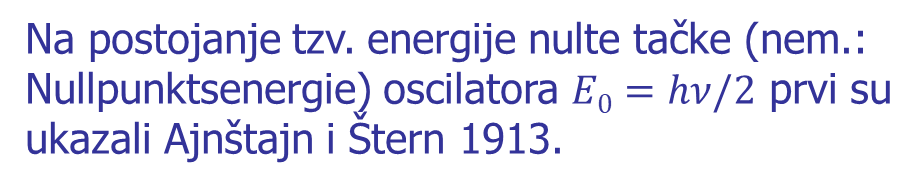 Na postojanje tzv. energije nulte tačke (nem.:
Nullpunktsenergie) oscilatora E₀ = hν/2 prvi su
ukazali Ajnštajn i Štern 1913.